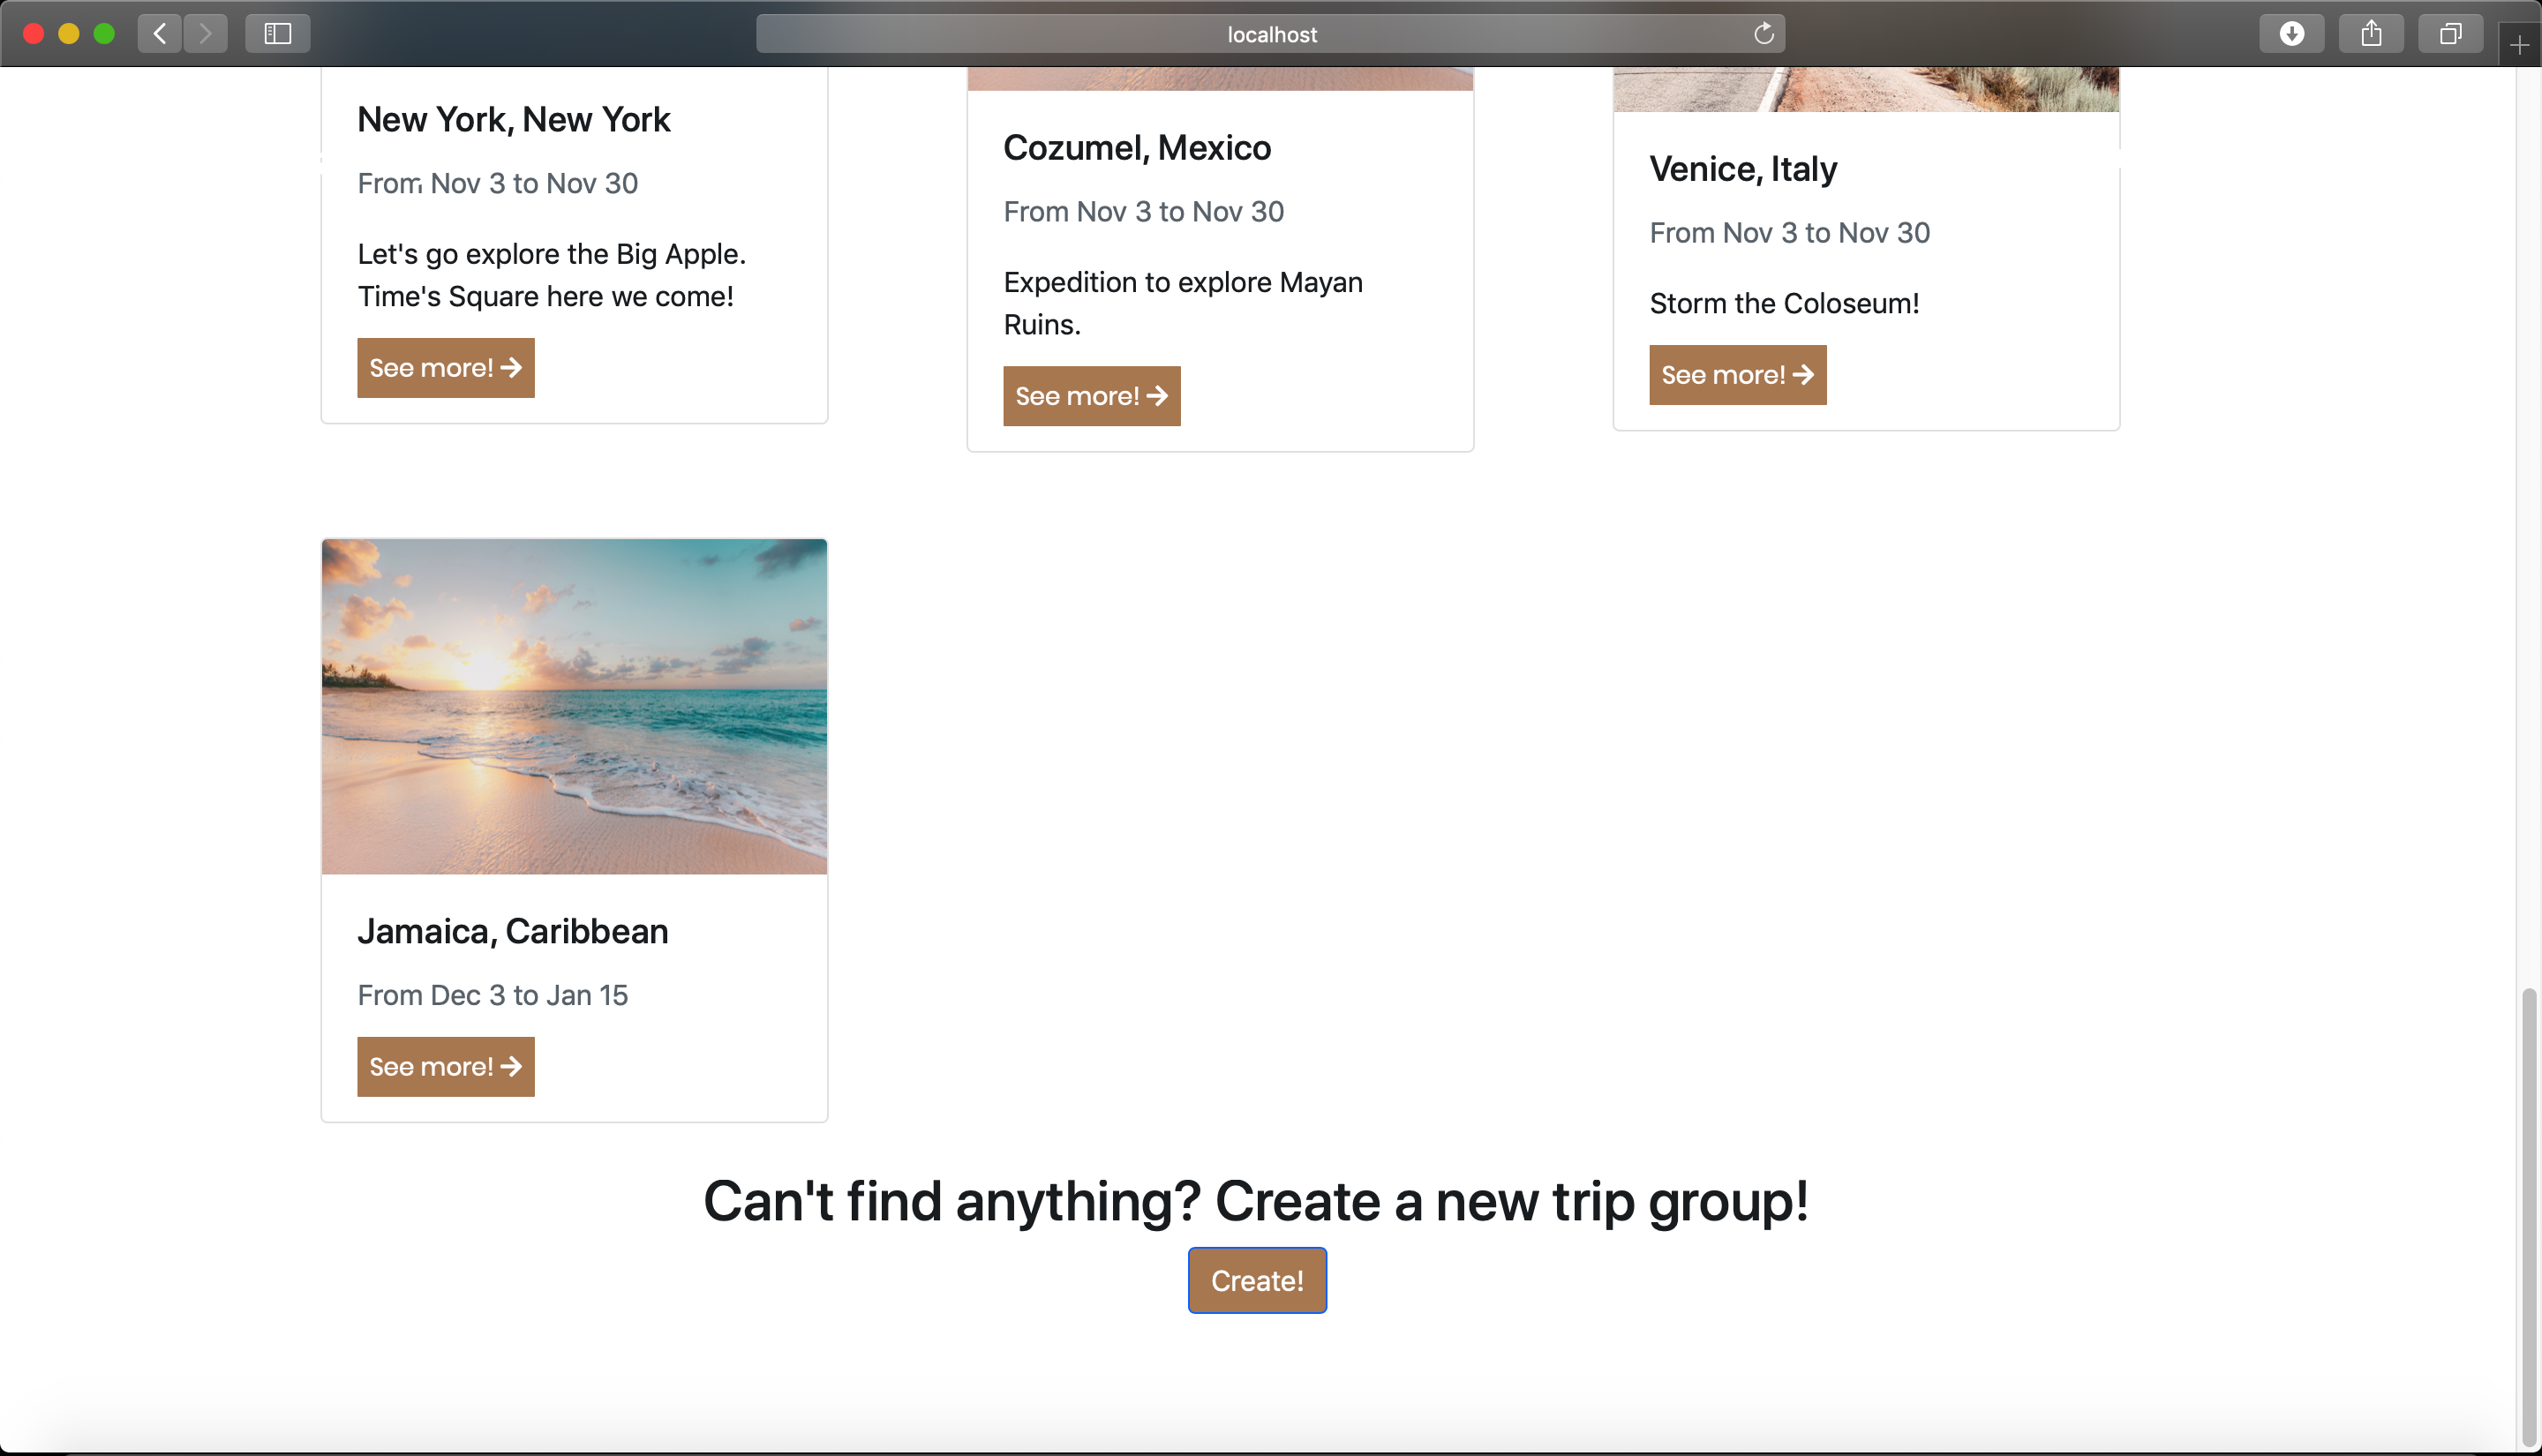 localhost
New York, New York
From Nov 3 to Nov 30
Let's go explore the Big Apple.
Time's Square here we come!
See more!
Cozumel, Mexico
From Nov 3 to Nov 30
Expedition to explore Mayan
Ruins.
See more!
Venice, Italy
From Nov 3 to Nov 30
Storm the Coloseum!
See more!
Jamaica, Caribbean
From Dec 3 to Jan 15
See more!
Can't find anything? Create a new trip group!
Create!